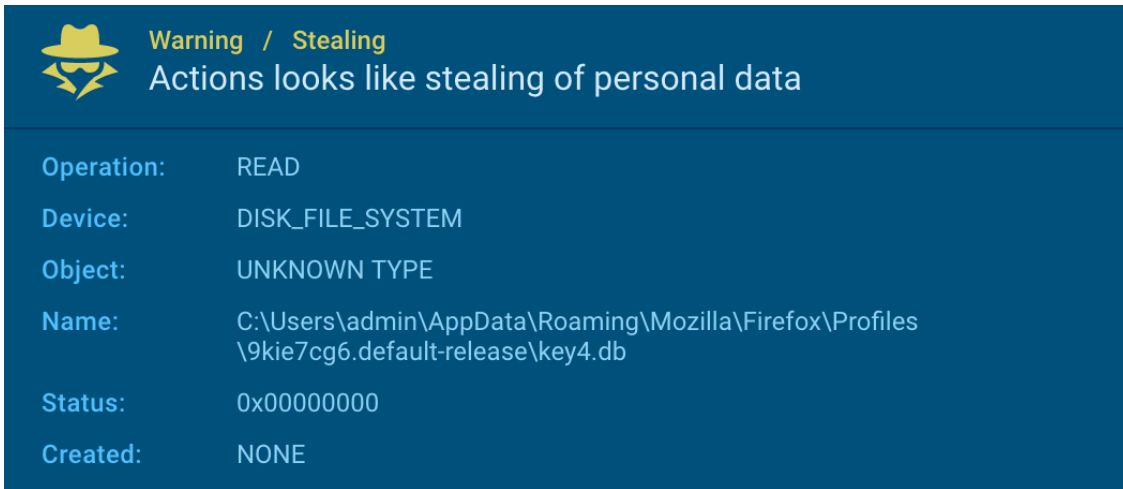 Warning / Stealing
Actions looks like stealing of personal data
Operation: READ
Device: DISK_FILE_SYSTEM
Object: UNKNOWN TYPE
Name: C:\Users\admin\AppData\Roaming\Mozilla\Firefox\Profiles
\9kie7cg6.default-release\key4.db
Status: 0x00000000
Created: NONE